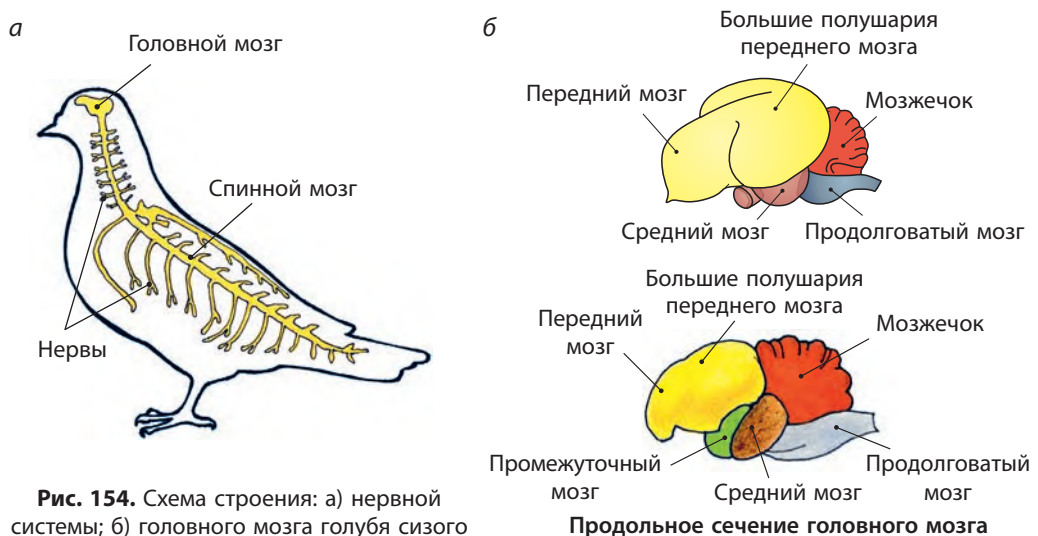 а
Головной мозг
Спинной мозг
Нервы
Рис. 154. Схема строения: а) нервной
системы; б) головного мозга голубя сизого
б
Большие полушария
переднего мозга
Передний мозг
Мозжечок
Средний мозг
Продолговатый мозг
Большие полушария
переднего мозга
Передний
мозг
Мозжечок
Промежуточный
мозг
Средний мозг
Продолговатый
мозг
Продольное сечение головного мозга